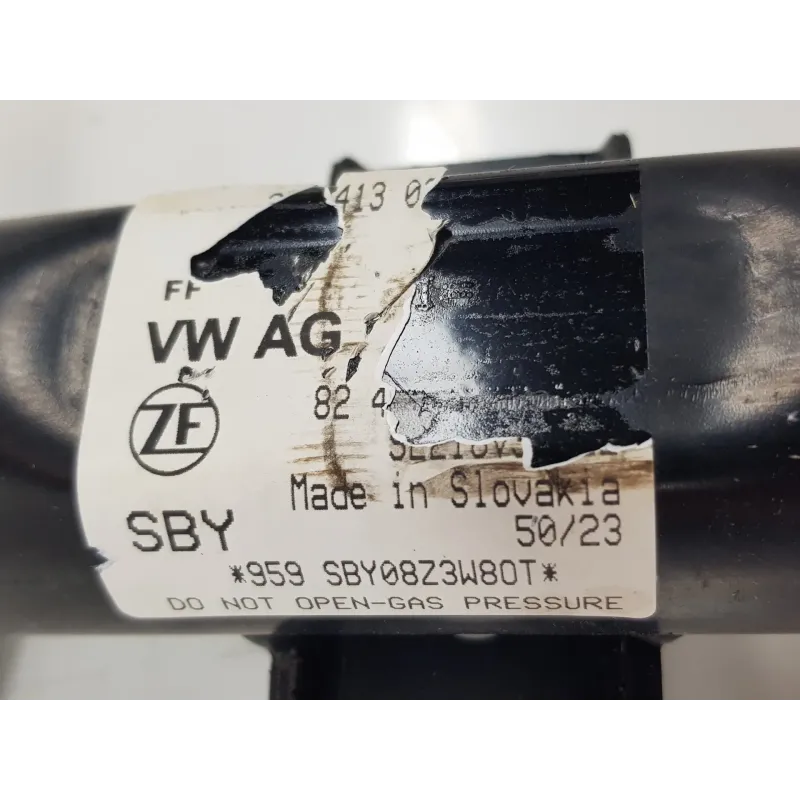 413 0
FF
VW AG
ZF
82 4
Made in Slovakia
SBY 50/23
*959 SBY08Z3W80T*
DO NOT OPEN-GAS PRESSURE